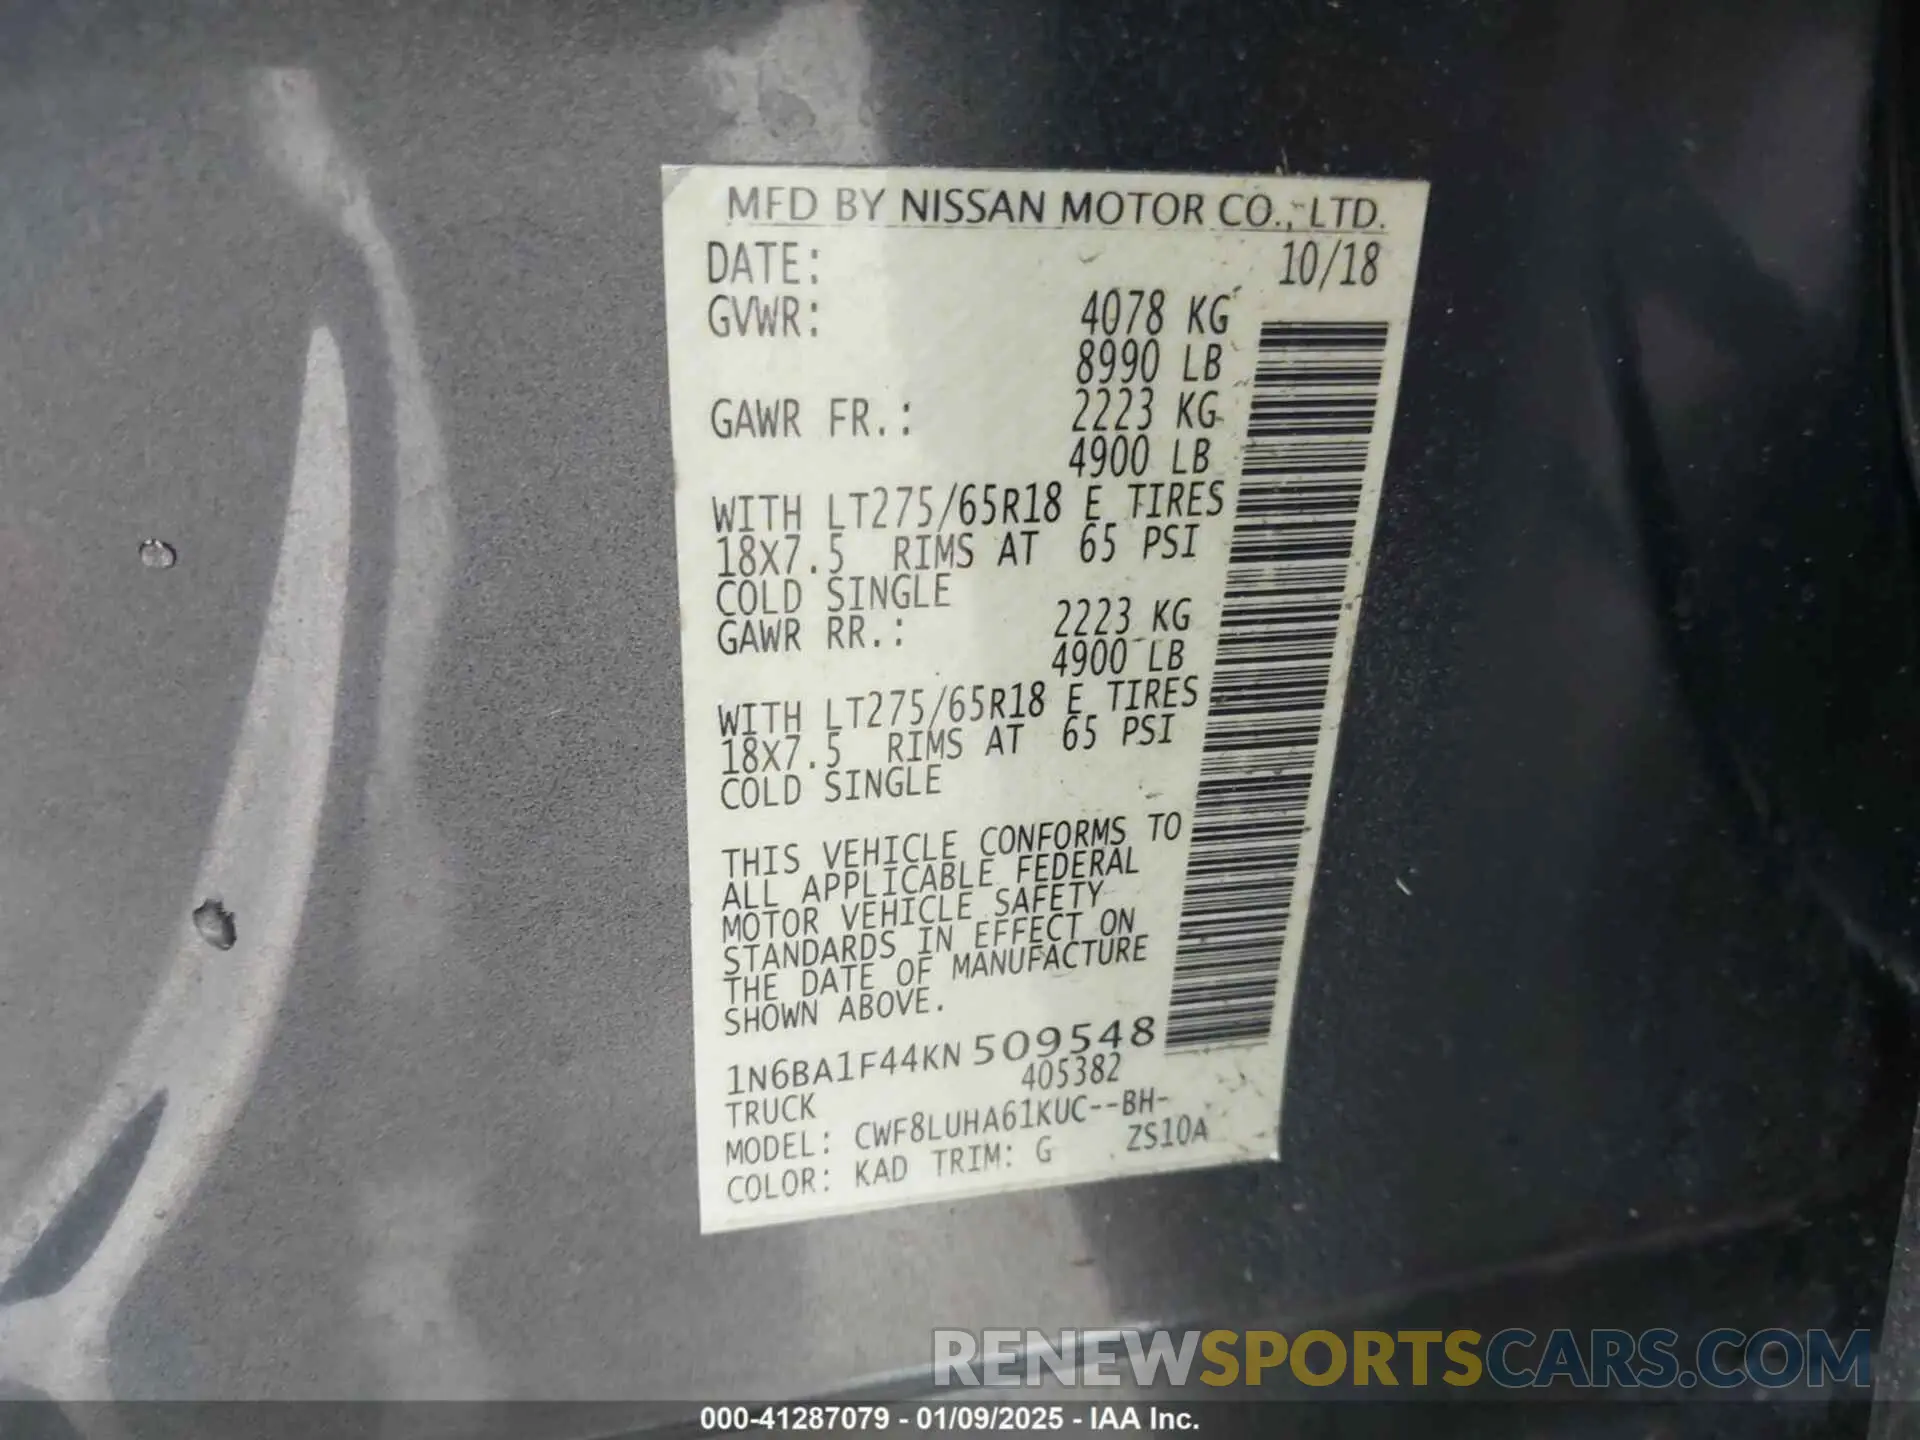 MFD BY NISSAN MOTOR CO., LTD.
DATE: 10/18
GVWR: 4078 KG
8990 LB
GAWR FR.: 2223 KG
4900 LB
WITH LT275/65R18 E TIRES
18X7.5 RIMS AT 65 PSI
COLD SINGLE
GAWR RR.: 2223 KG
4900 LB
WITH LT275/65R18 E TIRES
18X7.5 RIMS AT 65 PSI
COLD SINGLE
THIS VEHICLE CONFORMS TO
ALL APPLICABLE FEDERAL
MOTOR VEHICLE SAFETY
STANDARDS IN EFFECT ON
THE DATE OF MANUFACTURE
SHOWN ABOVE.
1N6BA1F44KN 509548
405382
TRUCK
MODEL: CWF8LUHA61KUC--BH-
COLOR: KAD TRIM: G ZS10A
RENEWSPORTSCARS.COM
000-41287079 - 01/09/2025 - IAA Inc.